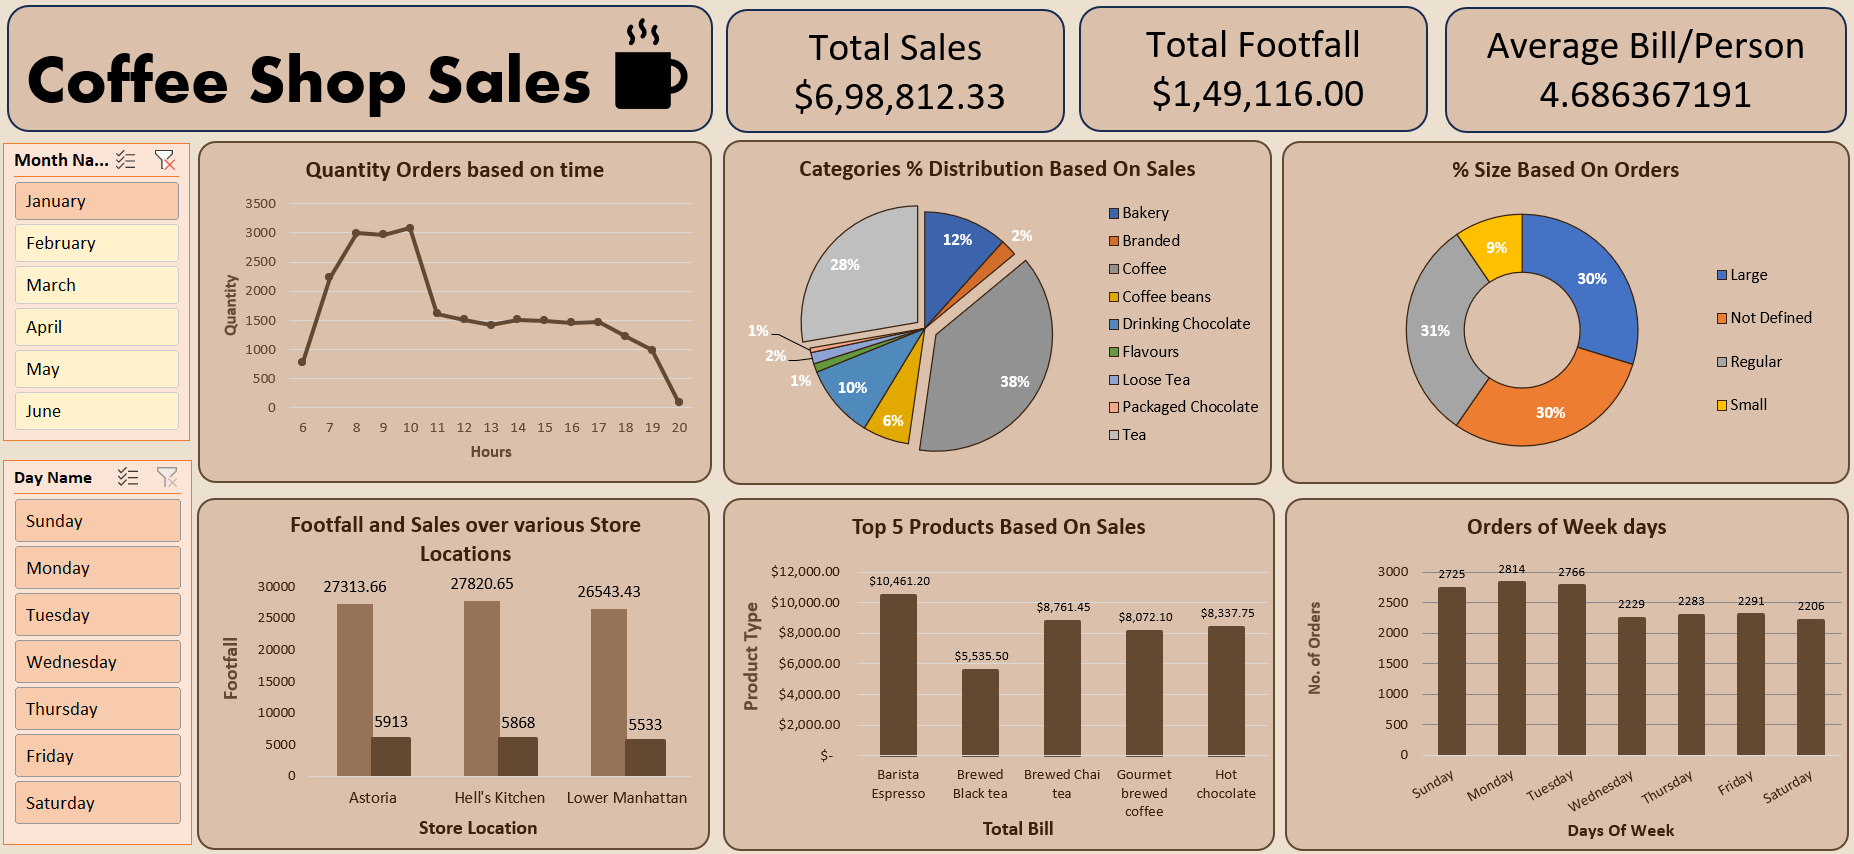 Coffee Shop Sales
Total Sales
$6,98,812.33
Total Footfall
$1,49,116.00
Average Bill/Person
4.686367191
Month Na...
January
February
March
April
May
June
Day Name
Sunday
Monday
Tuesday
Wednesday
Thursday
Friday
Saturday
Quantity Orders based on time
Quantity
3500
3000
2500
2000
1500
1000
500
0
6 7 8 9 10 11 12 13 14 15 16 17 18 19 20
Hours
Categories % Distribution Based On Sales
12%
2%
38%
6%
10%
1%
2%
1%
28%
Bakery
Branded
Coffee
Coffee beans
Drinking Chocolate
Flavours
Loose Tea
Packaged Chocolate
Tea
% Size Based On Orders
30%
30%
31%
9%
Large
Not Defined
Regular
Small
Footfall and Sales over various Store
Locations
Footfall
30000
25000
20000
15000
10000
5000
0
27313.66
5913
27820.65
5868
26543.43
5533
Astoria Hell's Kitchen Lower Manhattan
Store Location
Top 5 Products Based On Sales
Product Type
$12,000.00
$10,000.00
$8,000.00
$6,000.00
$4,000.00
$2,000.00
$-
$10,461.20
$5,535.50
$8,761.45
$8,072.10
$8,337.75
Barista
Espresso
Brewed
Black tea
Brewed Chai
tea
Gourmet
brewed
coffee
Hot
chocolate
Total Bill
Orders of Week days
No. of Orders
3000
2500
2000
1500
1000
500
0
2725
2814
2766
2229
2283
2291
2206
Sunday
Monday
Tuesday
Wednesday
Thursday
Friday
Saturday
Days Of Week